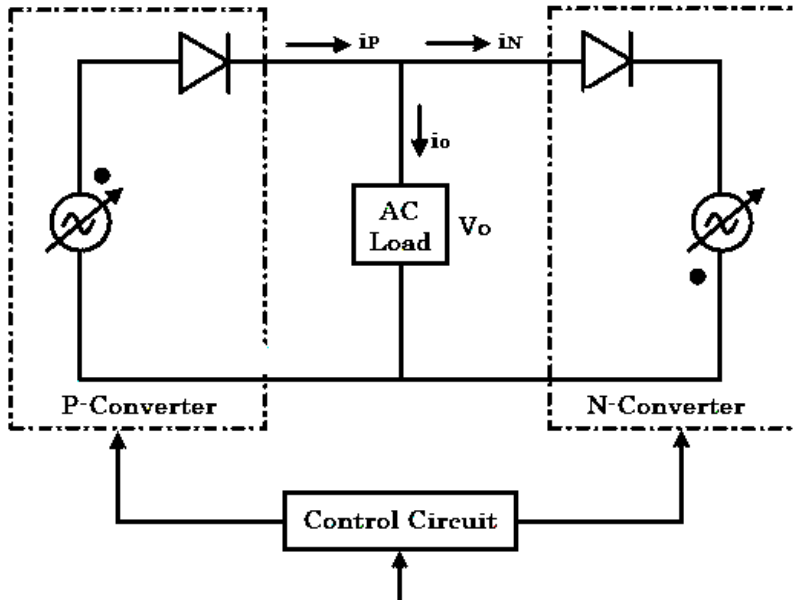 iP
iN
io
AC
Load
Vo
P-Converter
N-Converter
Control Circuit